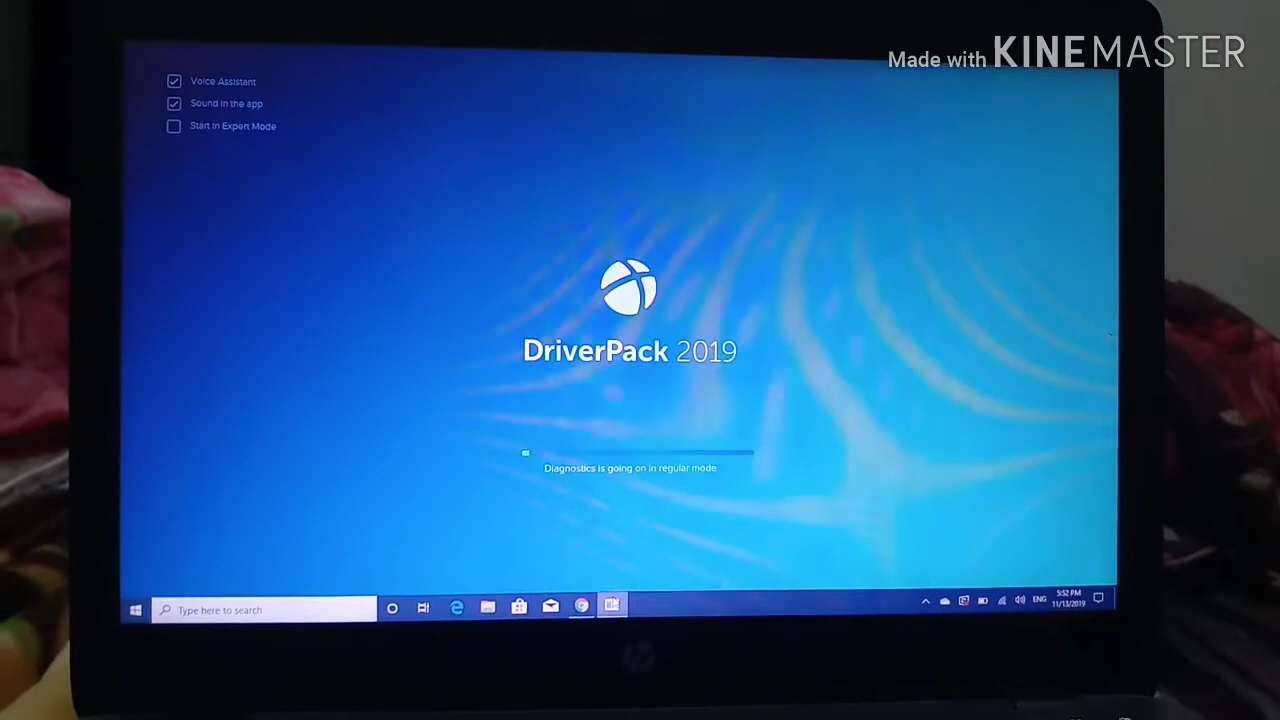 Made with KINEMASTER
Voice Assistant
Sound in the app
Start in Expert Mode
DriverPack 2019
Diagnostics is going on in regular mode
Type here to search
ENG
5:52 PM
11/13/2019
hp